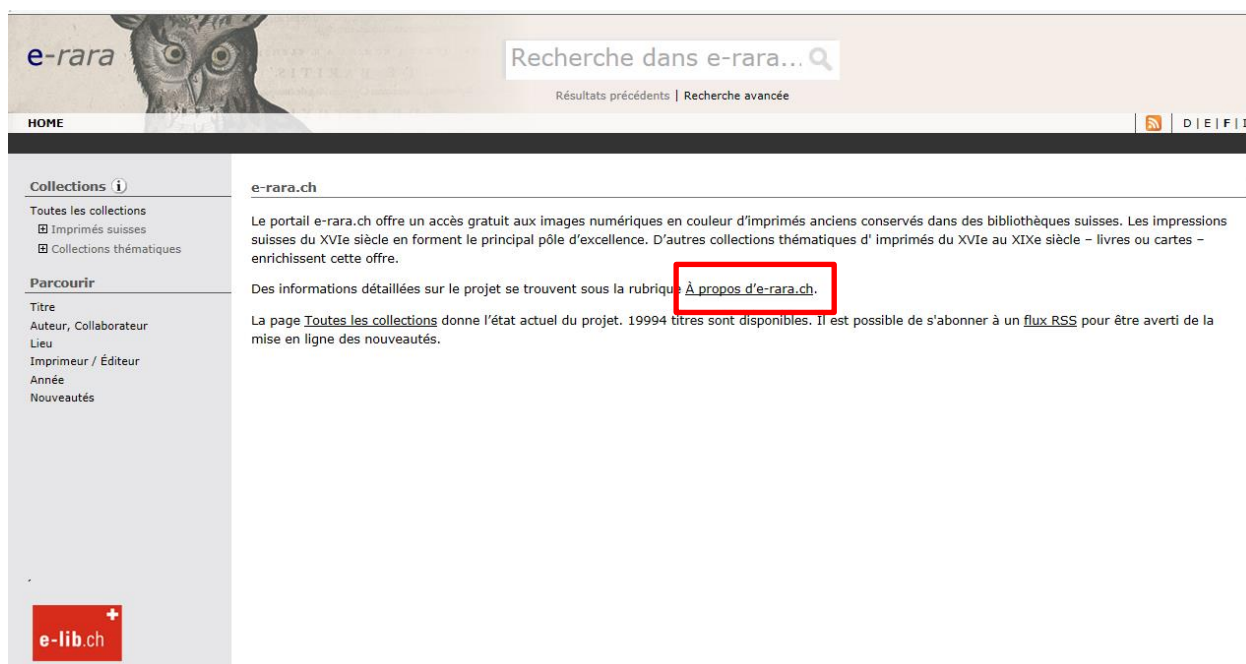 e-rara
Recherche dans e-rara...
Résultats précédents | Recherche avancée
HOME
D | E | F | I
Collections i
Toutes les collections
Imprimés suisses
Collections thématiques
Parcourir
Titre
Auteur, Collaborateur
Lieu
Imprimeur / Éditeur
Année
Nouveautés
e-lib.ch
e-rara.ch
Le portail e-rara.ch offre un accès gratuit aux images numériques en couleur d’imprimés anciens conservés dans des bibliothèques suisses. Les impressions
suisses du XVIe siècle en forment le principal pôle d’excellence. D’autres collections thématiques d' imprimés du XVIe au XIXe siècle – livres ou cartes –
enrichissent cette offre.
Des informations détaillées sur le projet se trouvent sous la rubrique À propos d’e-rara.ch.
La page Toutes les collections donne l’état actuel du projet. 19994 titres sont disponibles. Il est possible de s'abonner à un flux RSS pour être averti de la
mise en ligne des nouveautés.